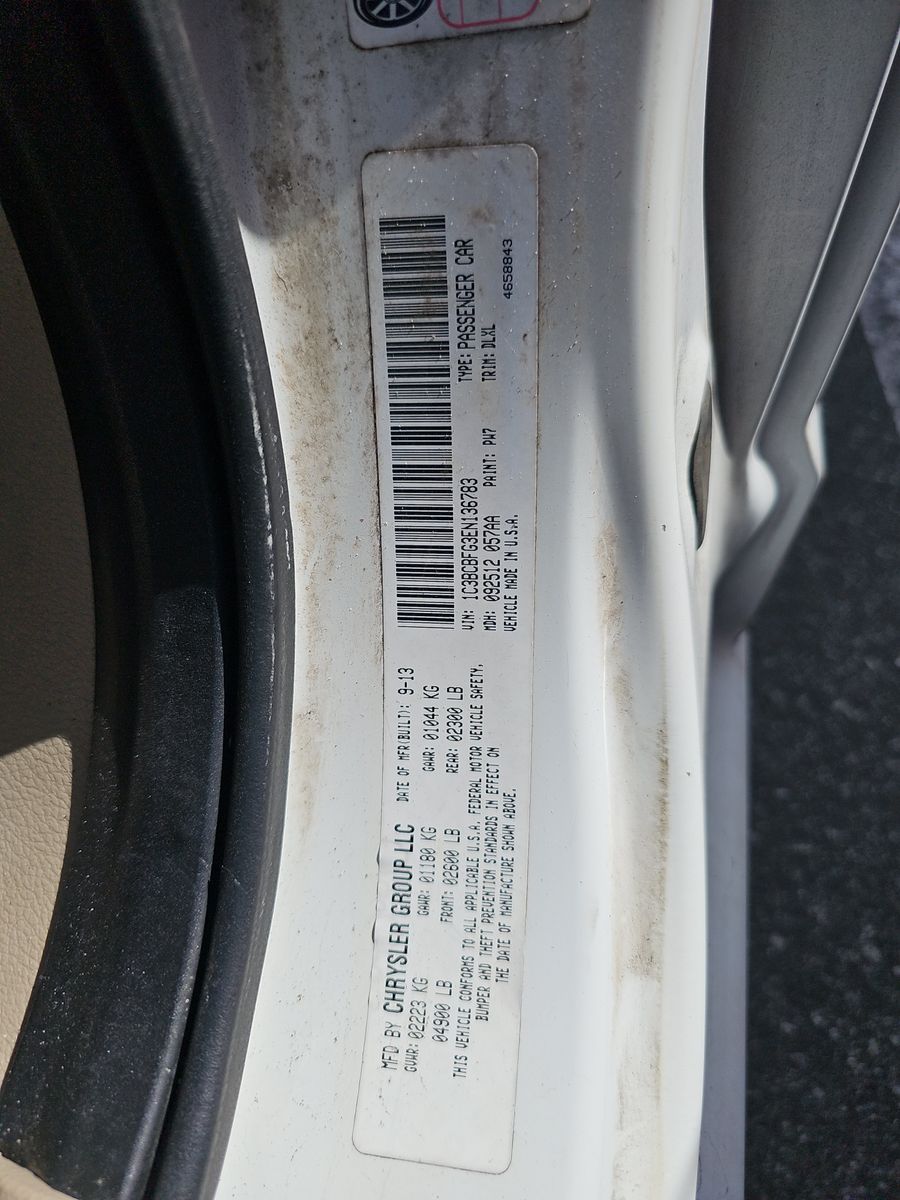 MFD BY CHRYSLER GROUP LLC DATE OF MFR(BUILT): 9-13
GVWR: 02223 KG GAWR: 01180 KG GAWR: 01044 KG
04900 LB FRONT: 02600 LB REAR: 02300 LB
THIS VEHICLE CONFORMS TO ALL APPLICABLE U.S.A. FEDERAL MOTOR VEHICLE SAFETY,
BUMPER AND THEFT PREVENTION STANDARDS IN EFFECT ON
THE DATE OF MANUFACTURE SHOWN ABOVE.
VIN: 1C3BCBFG3EN136783 TYPE: PASSENGER CAR
MDH: 092512 057AA PAINT: PW7 TRIM: DLXL
VEHICLE MADE IN U.S.A. 4658843